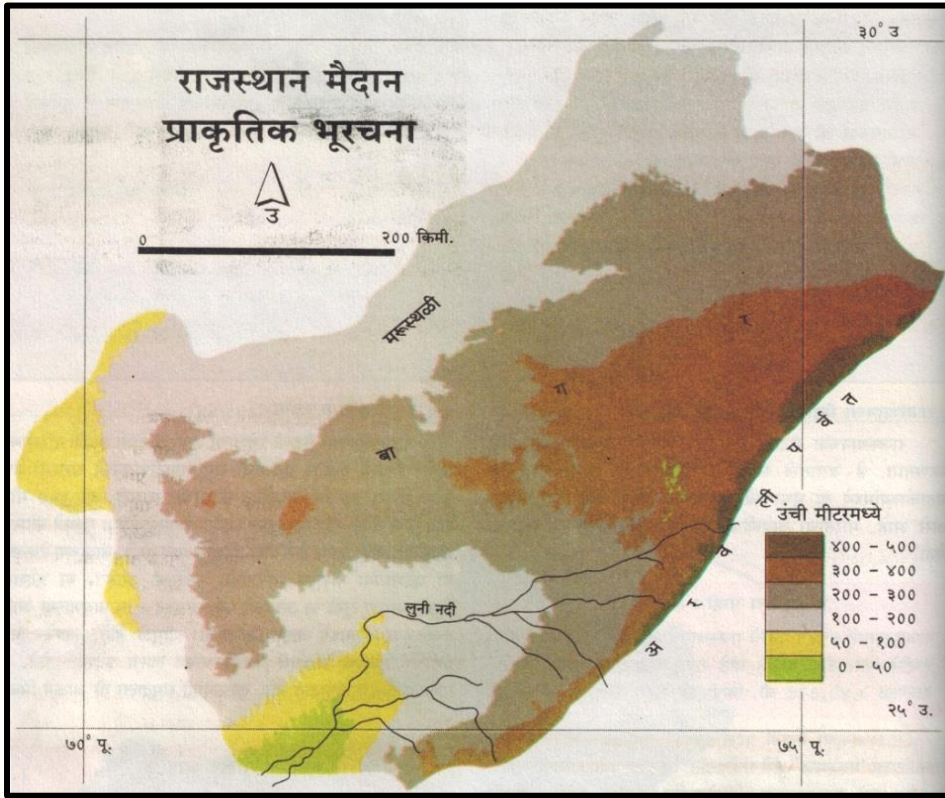 ३०° उ
राजस्थान मैदान
प्राकृतिक भूरचना
उ
0 २०० किमी.
मरूस्थळी
बा ग र
अ र व ली प र्व त
लुनी नदी
उंची मीटरमध्ये
४०० - ५००
३०० - ४००
२०० - ३००
१०० - २००
५० - १००
० - ५०
२५° उ.
७०° पू.
७५° पू.